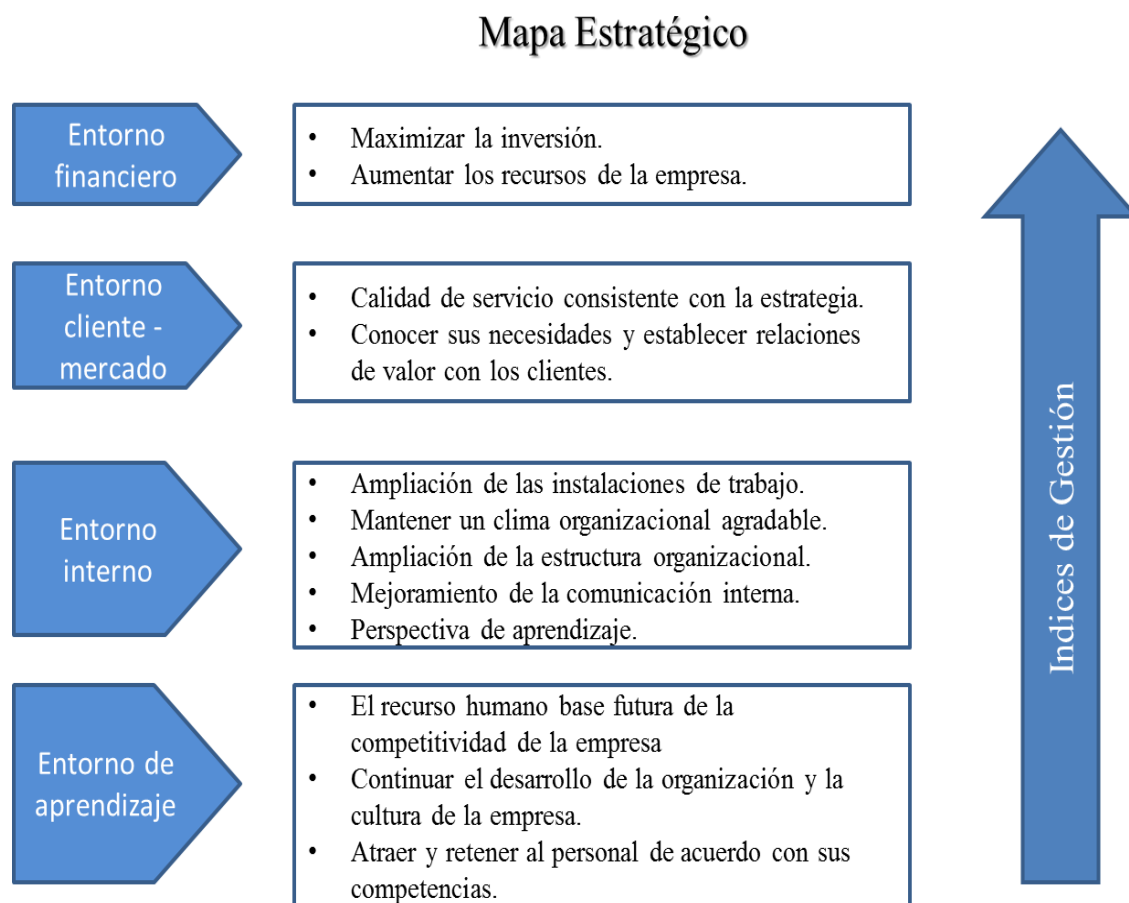 Mapa Estratégico
Entorno
financiero
• Maximizar la inversión.
• Aumentar los recursos de la empresa.
Entorno
cliente -
mercado
• Calidad de servicio consistente con la estrategia.
• Conocer sus necesidades y establecer relaciones
de valor con los clientes.
Entorno
interno
• Ampliación de las instalaciones de trabajo.
• Mantener un clima organizacional agradable.
• Ampliación de la estructura organizacional.
• Mejoramiento de la comunicación interna.
• Perspectiva de aprendizaje.
Entorno de
aprendizaje
• El recurso humano base futura de la
competitividad de la empresa
• Continuar el desarrollo de la organización y la
cultura de la empresa.
• Atraer y retener al personal de acuerdo con sus
competencias.
Indices de Gestión